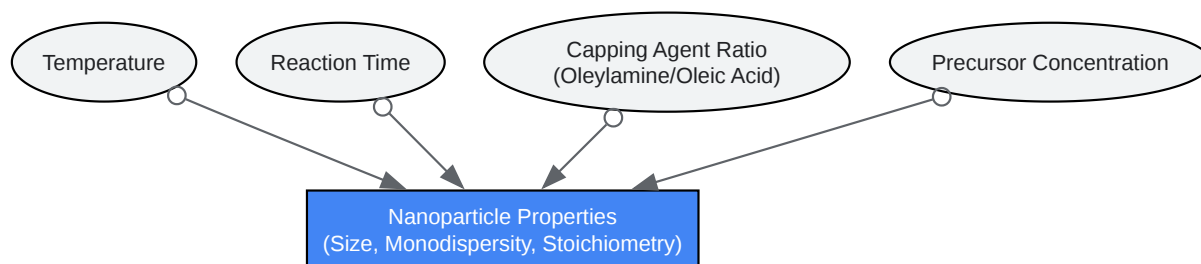 Temperature
Reaction Time
Capping Agent Ratio
(Oleylamine/Oleic Acid)
Precursor Concentration
Nanoparticle Properties
(Size, Monodispersity, Stoichiometry)